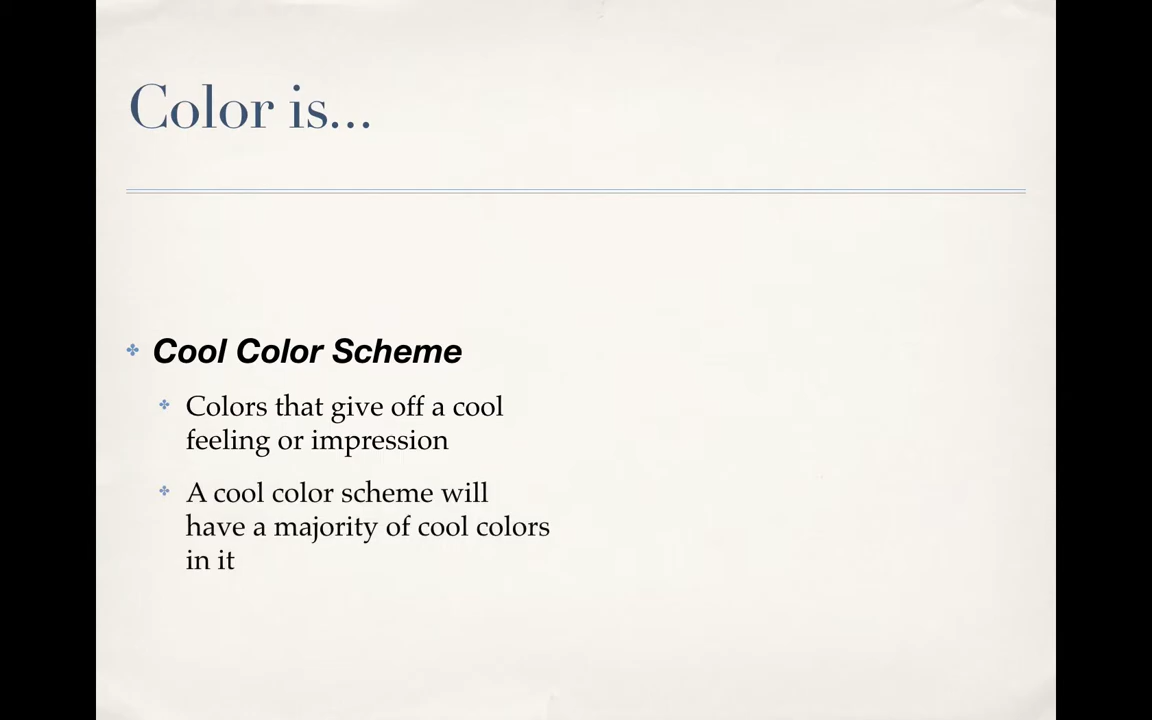 Color is...
Cool Color Scheme
Colors that give off a cool
feeling or impression
A cool color scheme will
have a majority of cool colors
in it